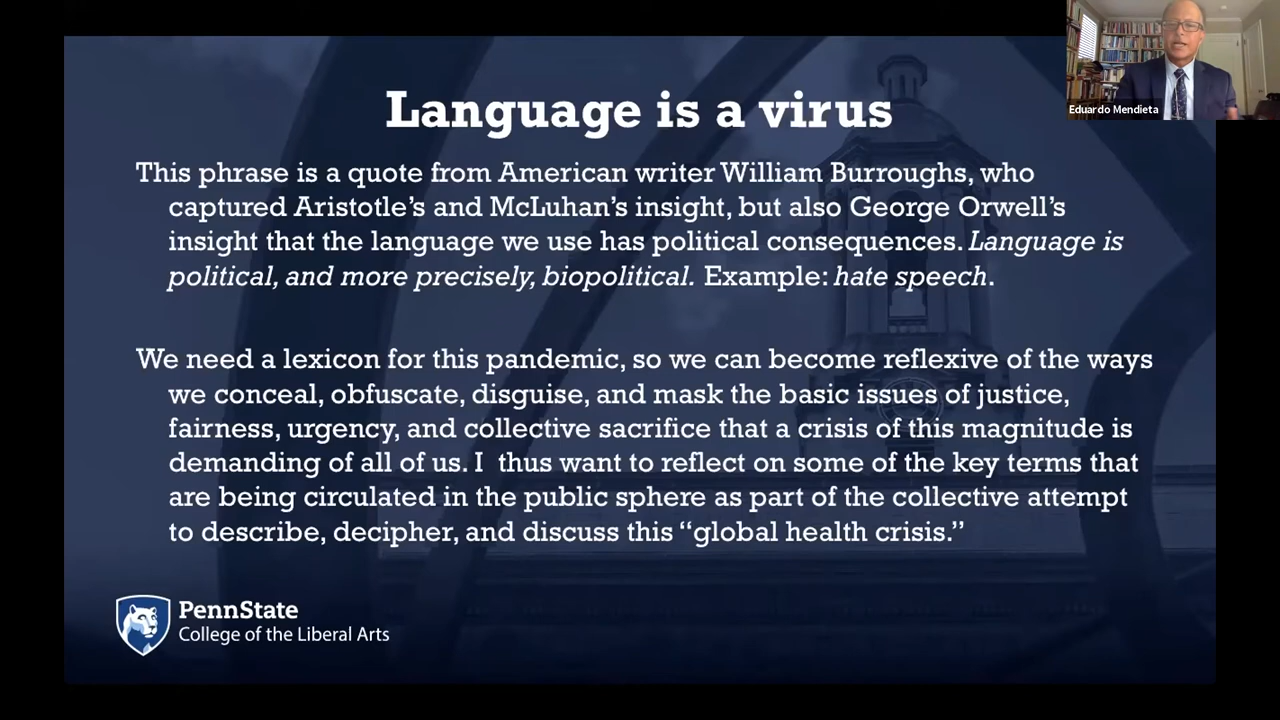 Language is a virus
Eduardo Mendieta
This phrase is a quote from American writer William Burroughs, who
captured Aristotle’s and McLuhan’s insight, but also George Orwell’s
insight that the language we use has political consequences. Language is
political, and more precisely, biopolitical. Example: hate speech.
We need a lexicon for this pandemic, so we can become reflexive of the ways
we conceal, obfuscate, disguise, and mask the basic issues of justice,
fairness, urgency, and collective sacrifice that a crisis of this magnitude is
demanding of all of us. I thus want to reflect on some of the key terms that
are being circulated in the public sphere as part of the collective attempt
to describe, decipher, and discuss this “global health crisis.”
PennState
College of the Liberal Arts